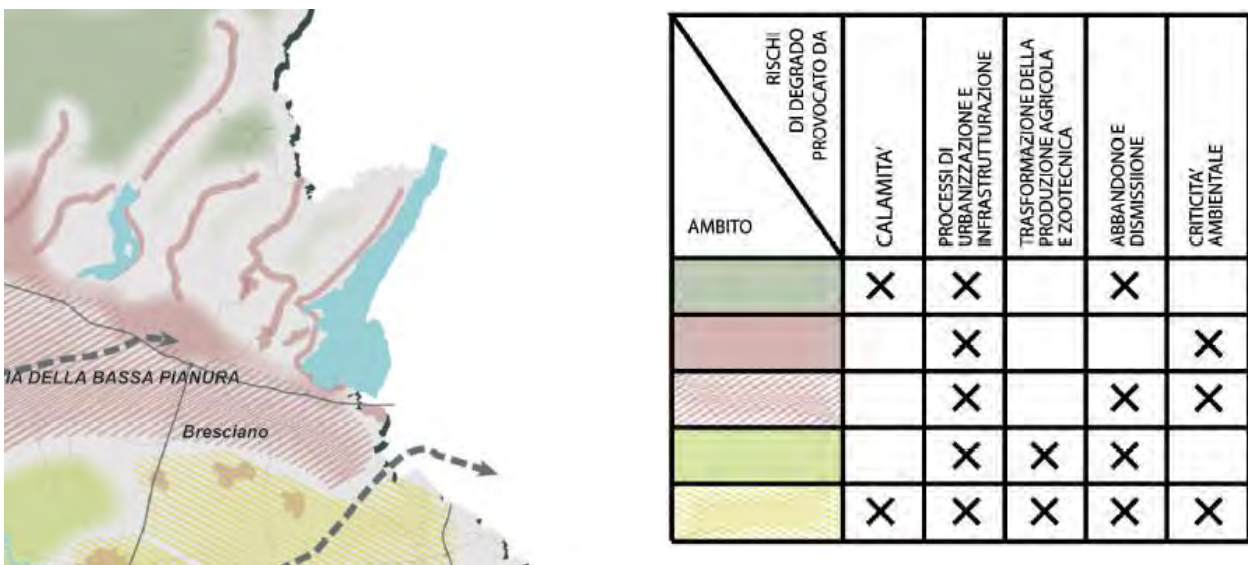 IA DELLA BASSA PIANURA
Bresciano
RISCHI
DI DEGRADO
PROVOCATO DA
AMBITO
CALAMITA'
PROCESSI DI
URBANIZZAZIONE E
INFRASTRUTTURAZIONE
TRASFORMAZIONE DELLA
PRODUZIONE AGRICOLA
E ZOOTECNICA
ABBANDONO E
DISMISSIIONE
CRITICITA'
AMBIENTALE